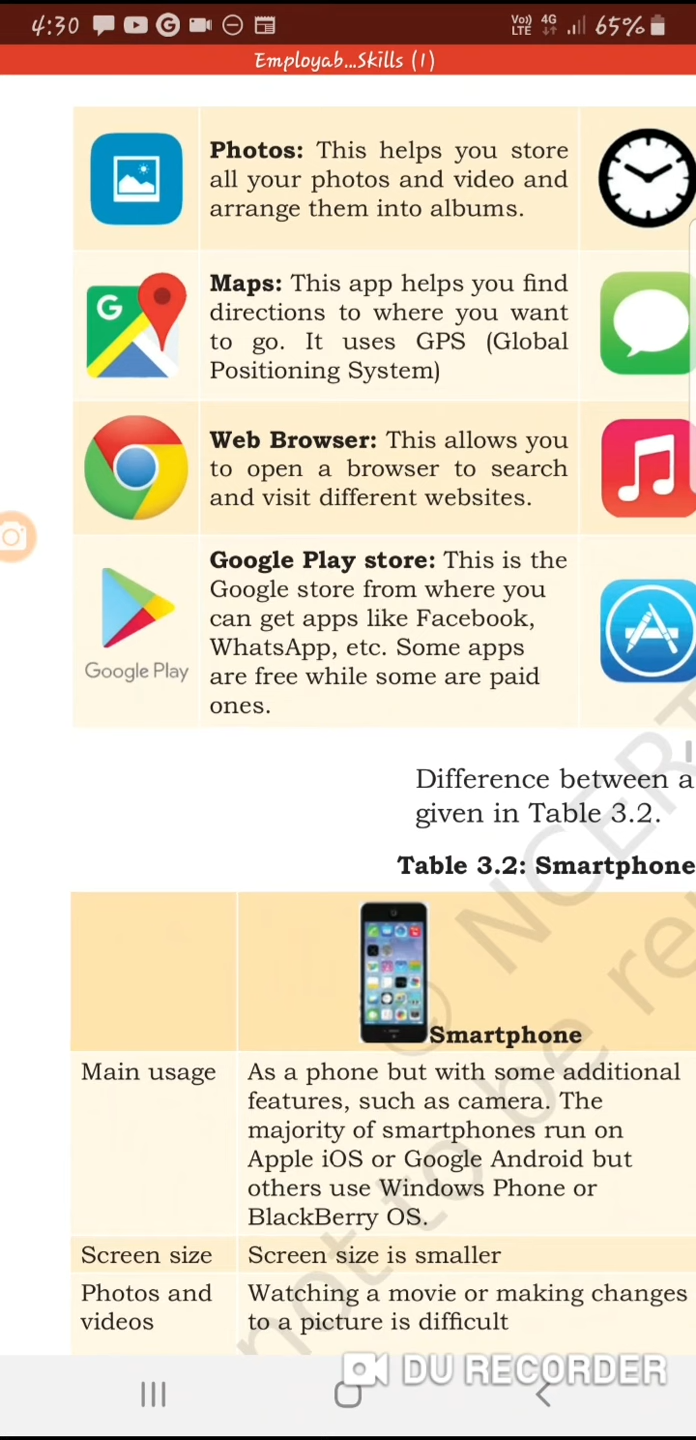 4:30
Vo)) LTE 4G 65%
Employab...Skills (1)
Photos: This helps you store
all your photos and video and
arrange them into albums.
Maps: This app helps you find
directions to where you want
to go. It uses GPS (Global
Positioning System)
G
Web Browser: This allows you
to open a browser to search
and visit different websites.
Google Play store: This is the
Google store from where you
can get apps like Facebook,
WhatsApp, etc. Some apps
are free while some are paid
ones.
Google Play
Difference between a
given in Table 3.2.
Table 3.2: Smartphone
Smartphone
Main usage
As a phone but with some additional
features, such as camera. The
majority of smartphones run on
Apple iOS or Google Android but
others use Windows Phone or
BlackBerry OS.
Screen size
Screen size is smaller
Photos and
videos
Watching a movie or making changes
to a picture is difficult
© NCERT
not to be re
DU RECORDER